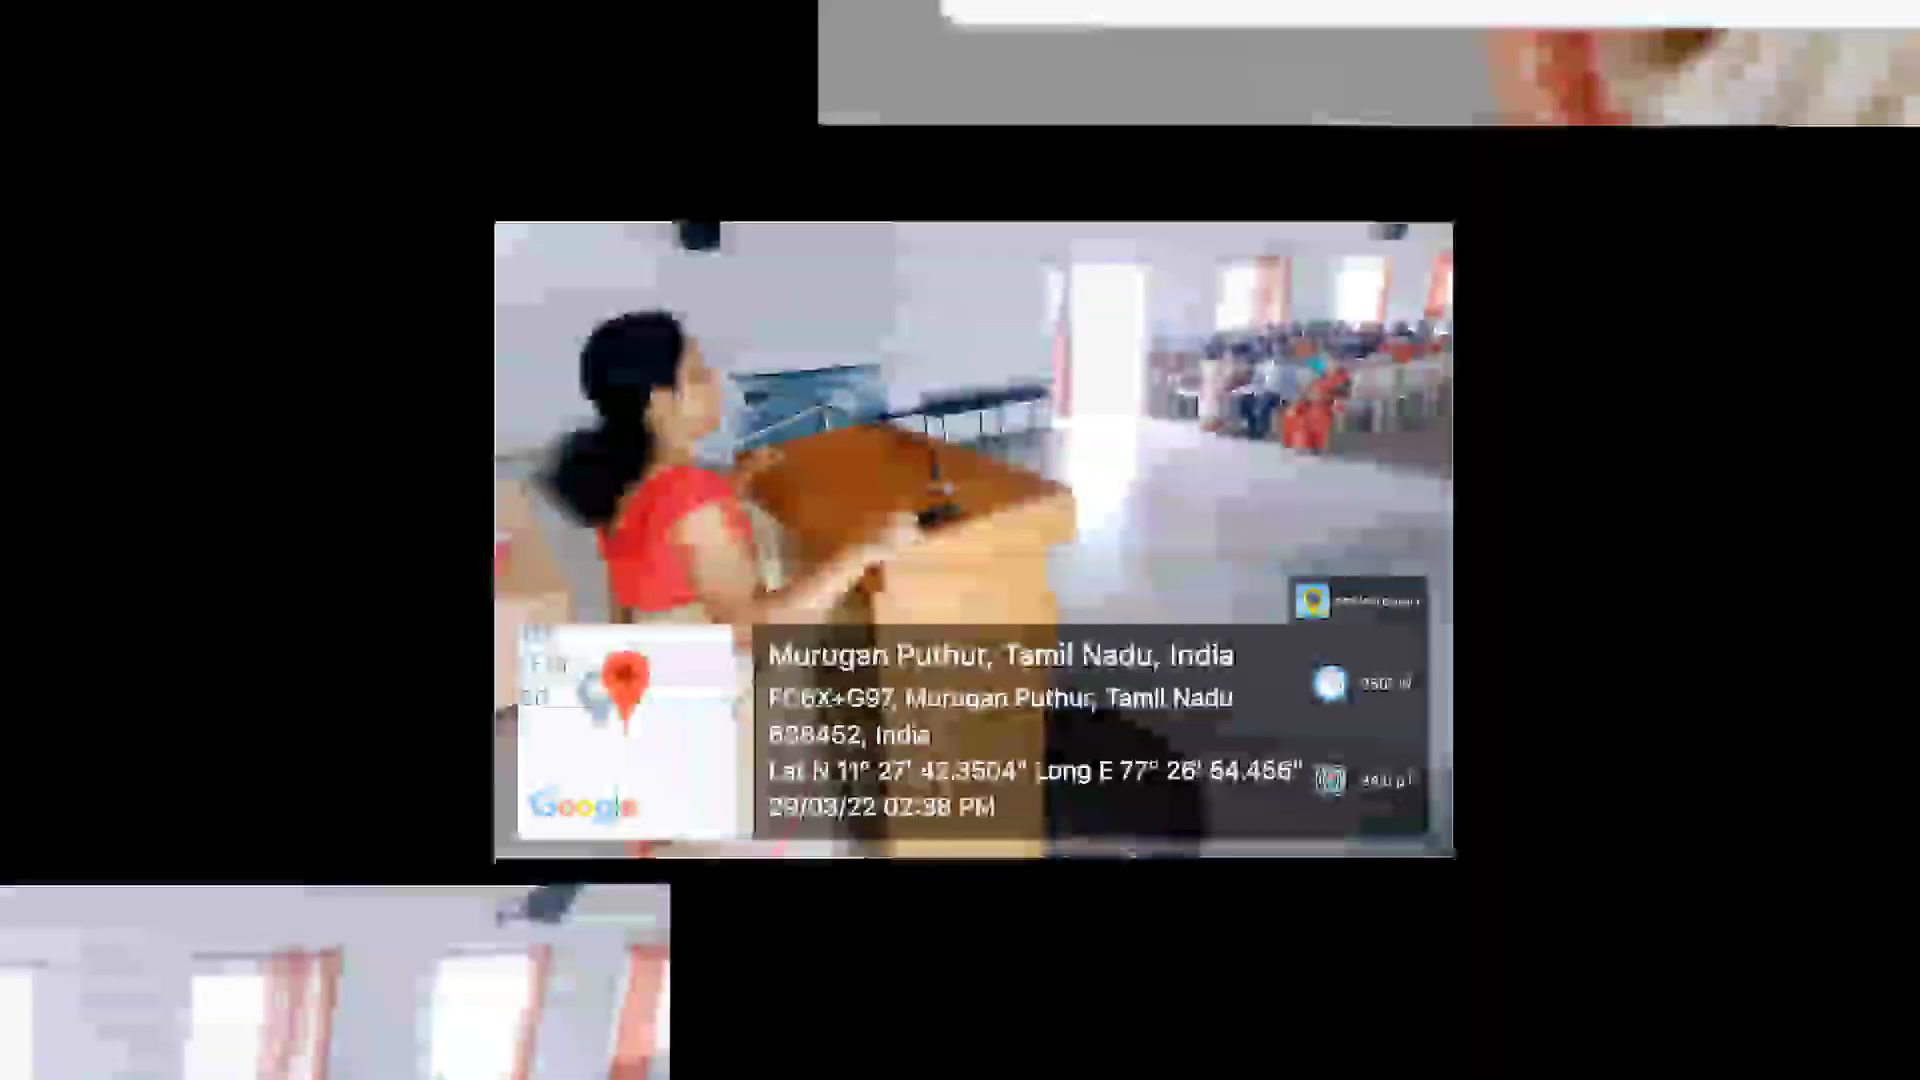 Murugan Puthur, Tamil Nadu, India
FC6X+G97, Murugan Puthur, Tamil Nadu
638452, India
Lat N 11° 27' 42.3504" Long E 77° 26' 54.456"
29/03/22 02:38 PM
Google